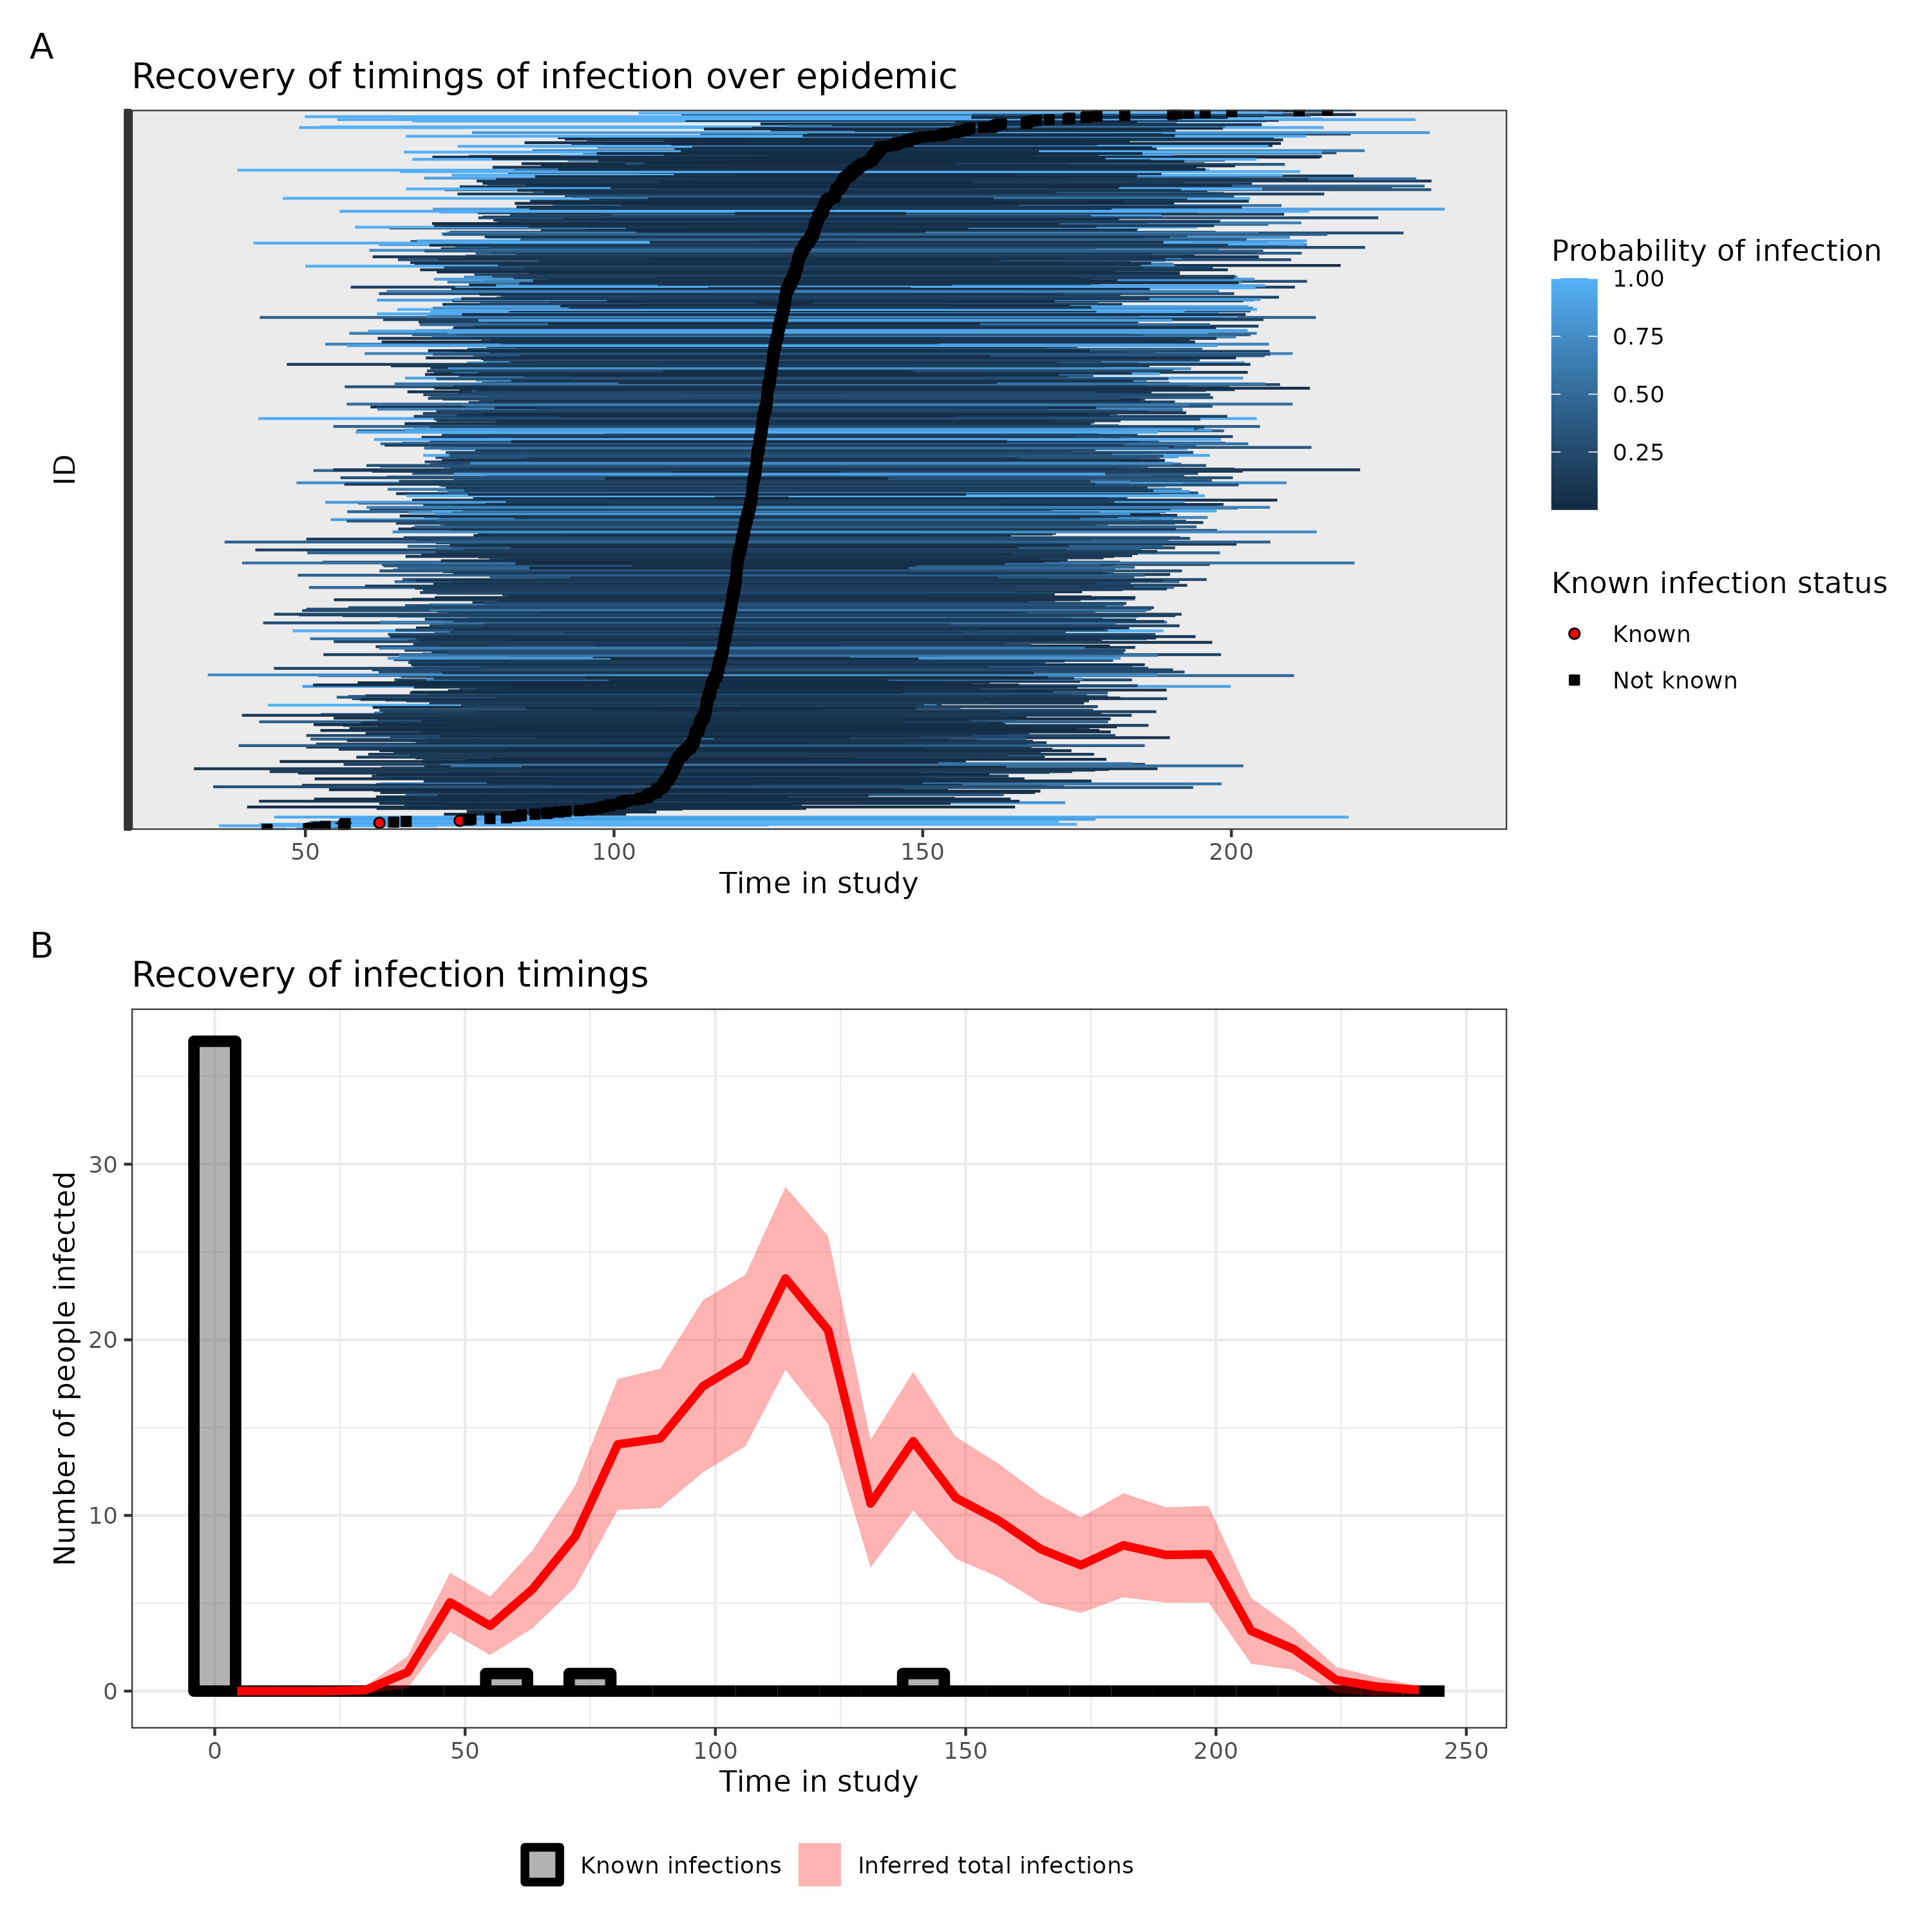 A
Recovery of timings of infection over epidemic
ID
50
100
150
200
Time in study
Probability of infection
1.00
0.75
0.50
0.25
Known infection status
Known
Not known
B
Recovery of infection timings
Number of people infected
30
20
10
0
0
50
100
150
200
250
Time in study
Known infections
Inferred total infections